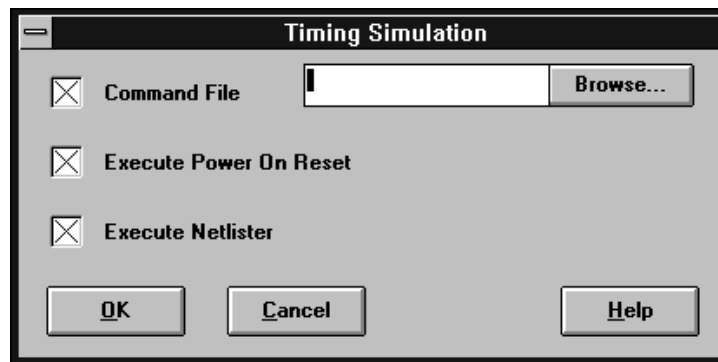 Timing Simulation
Command File
Browse...
Execute Power On Reset
Execute Netlister
OK
Cancel
Help